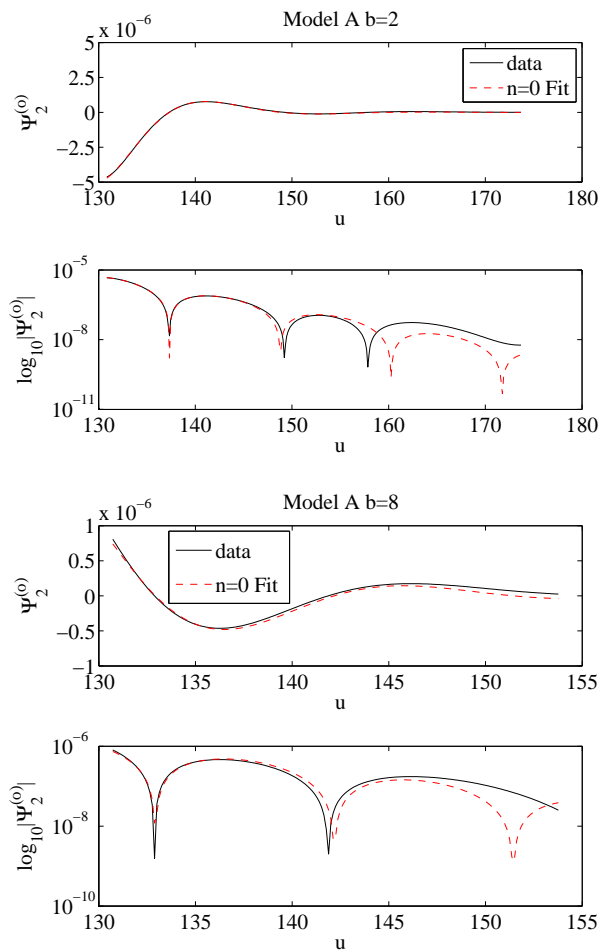 Model A b=2
x 10⁻⁶
5
2.5
0
−2.5
−5
Ψ₂⁽ᵒ⁾
data
n=0 Fit
130 140 150 160 170 180
u
10⁻⁵
10⁻⁸
10⁻¹¹
log₁₀|Ψ₂⁽ᵒ⁾|
130 140 150 160 170 180
u
Model A b=8
x 10⁻⁶
1
0.5
0
−0.5
−1
Ψ₂⁽ᵒ⁾
data
n=0 Fit
130 135 140 145 150 155
u
10⁻⁶
10⁻⁸
10⁻¹⁰
log₁₀|Ψ₂⁽ᵒ⁾|
130 135 140 145 150 155
u